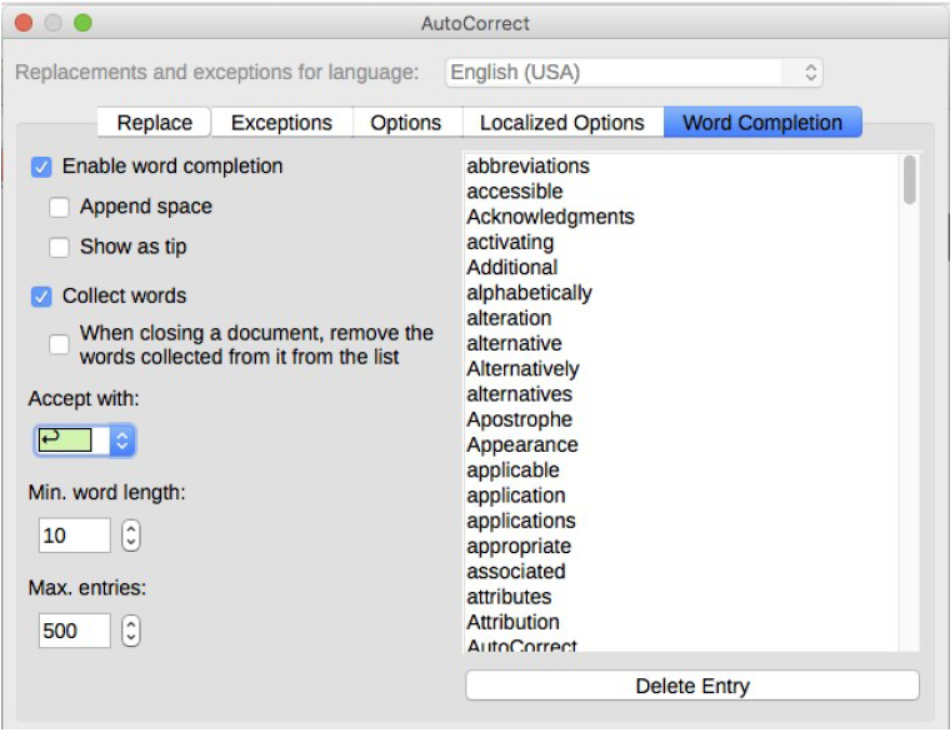 AutoCorrect
Replacements and exceptions for language: English (USA)
Replace Exceptions Options Localized Options Word Completion
Enable word completion
Append space
Show as tip
Collect words
When closing a document, remove the
words collected from it from the list
Accept with:
Min. word length:
10
Max. entries:
500
abbreviations
accessible
Acknowledgments
activating
Additional
alphabetically
alteration
alternative
Alternatively
alternatives
Apostrophe
Appearance
applicable
application
applications
appropriate
associated
attributes
Attribution
AutoCorrect
Delete Entry